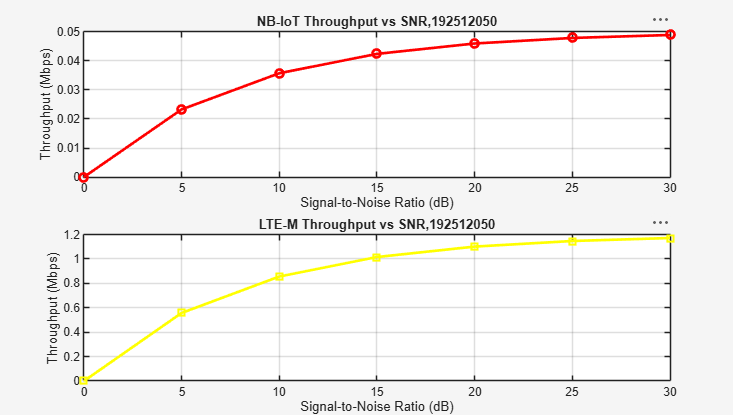 NB-IoT Throughput vs SNR,192512050
Throughput (Mbps)
0.05
0.04
0.03
0.02
0.01
0
0 5 10 15 20 25 30
Signal-to-Noise Ratio (dB)
LTE-M Throughput vs SNR,192512050
Throughput (Mbps)
1.2
1
0.8
0.6
0.4
0.2
0
0 5 10 15 20 25 30
Signal-to-Noise Ratio (dB)